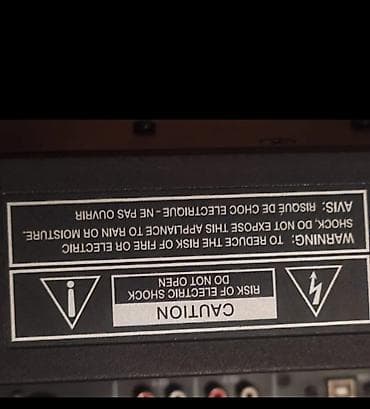 CAUTION
RISK OF ELECTRIC SHOCK
DO NOT OPEN
WARNING: TO REDUCE THE RISK OF FIRE OR ELECTRIC
SHOCK, DO NOT EXPOSE THIS APPLIANCE TO RAIN OR MOISTURE.
AVIS: RISQUÉ DE CHOC ELECTRIQUE - NE PAS OUVRIR